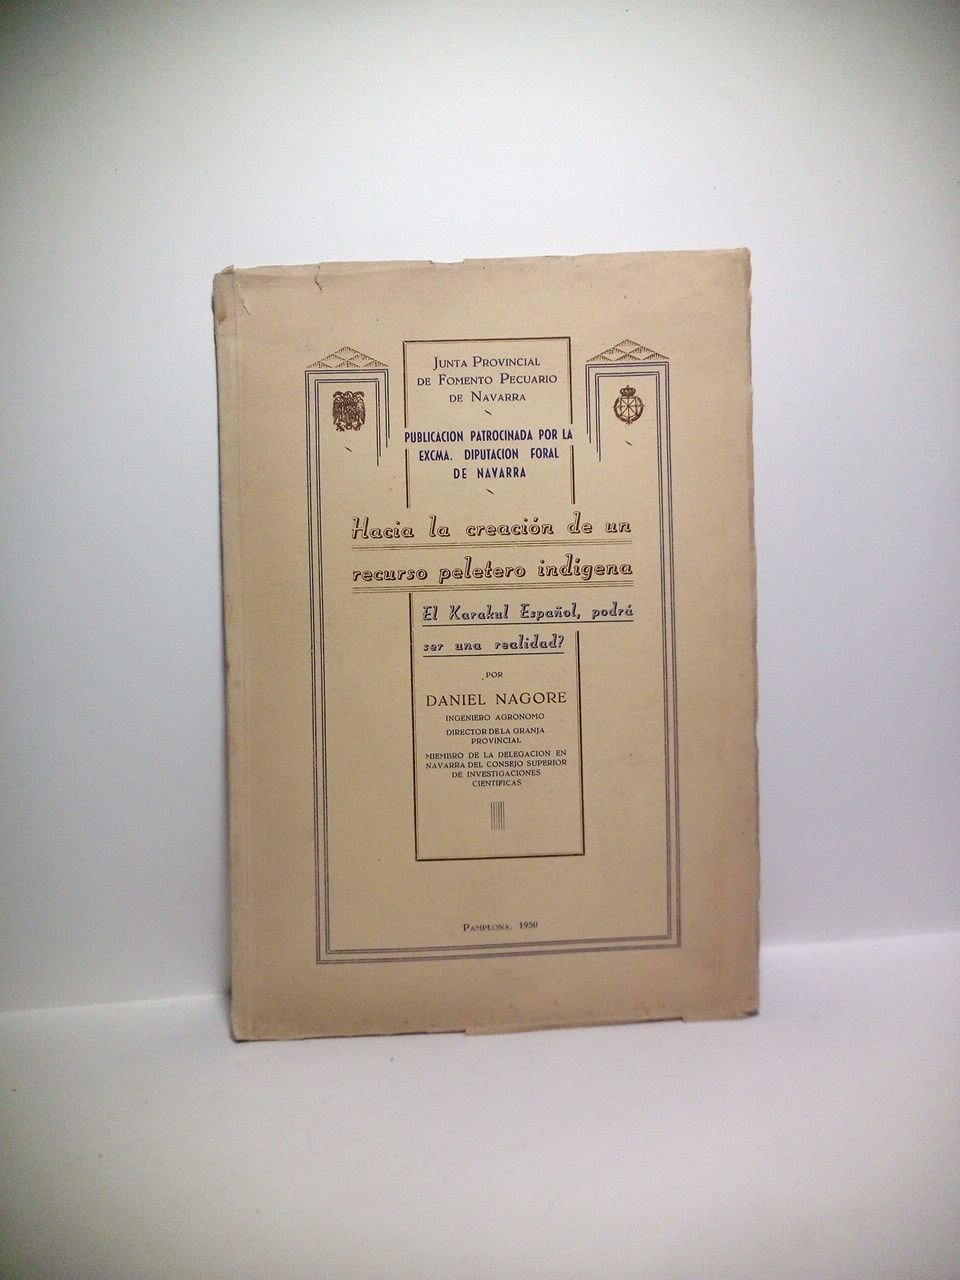 JUNTA PROVINCIAL
DE FOMENTO PECUARIO
DE NAVARRA
PUBLICACION PATROCINADA POR LA
EXCMA. DIPUTACION FORAL
DE NAVARRA
Hacia la creación de un
recurso peletero indígena
El Karakul Español, podrá
ser una realidad?
POR
DANIEL NAGORE
INGENIERO AGRONOMO
DIRECTOR DE LA GRANJA
PROVINCIAL
MIEMBRO DE LA DELEGACION EN
NAVARRA DEL CONSEJO SUPERIOR
DE INVESTIGACIONES
CIENTIFICAS
PAMPLONA, 1950